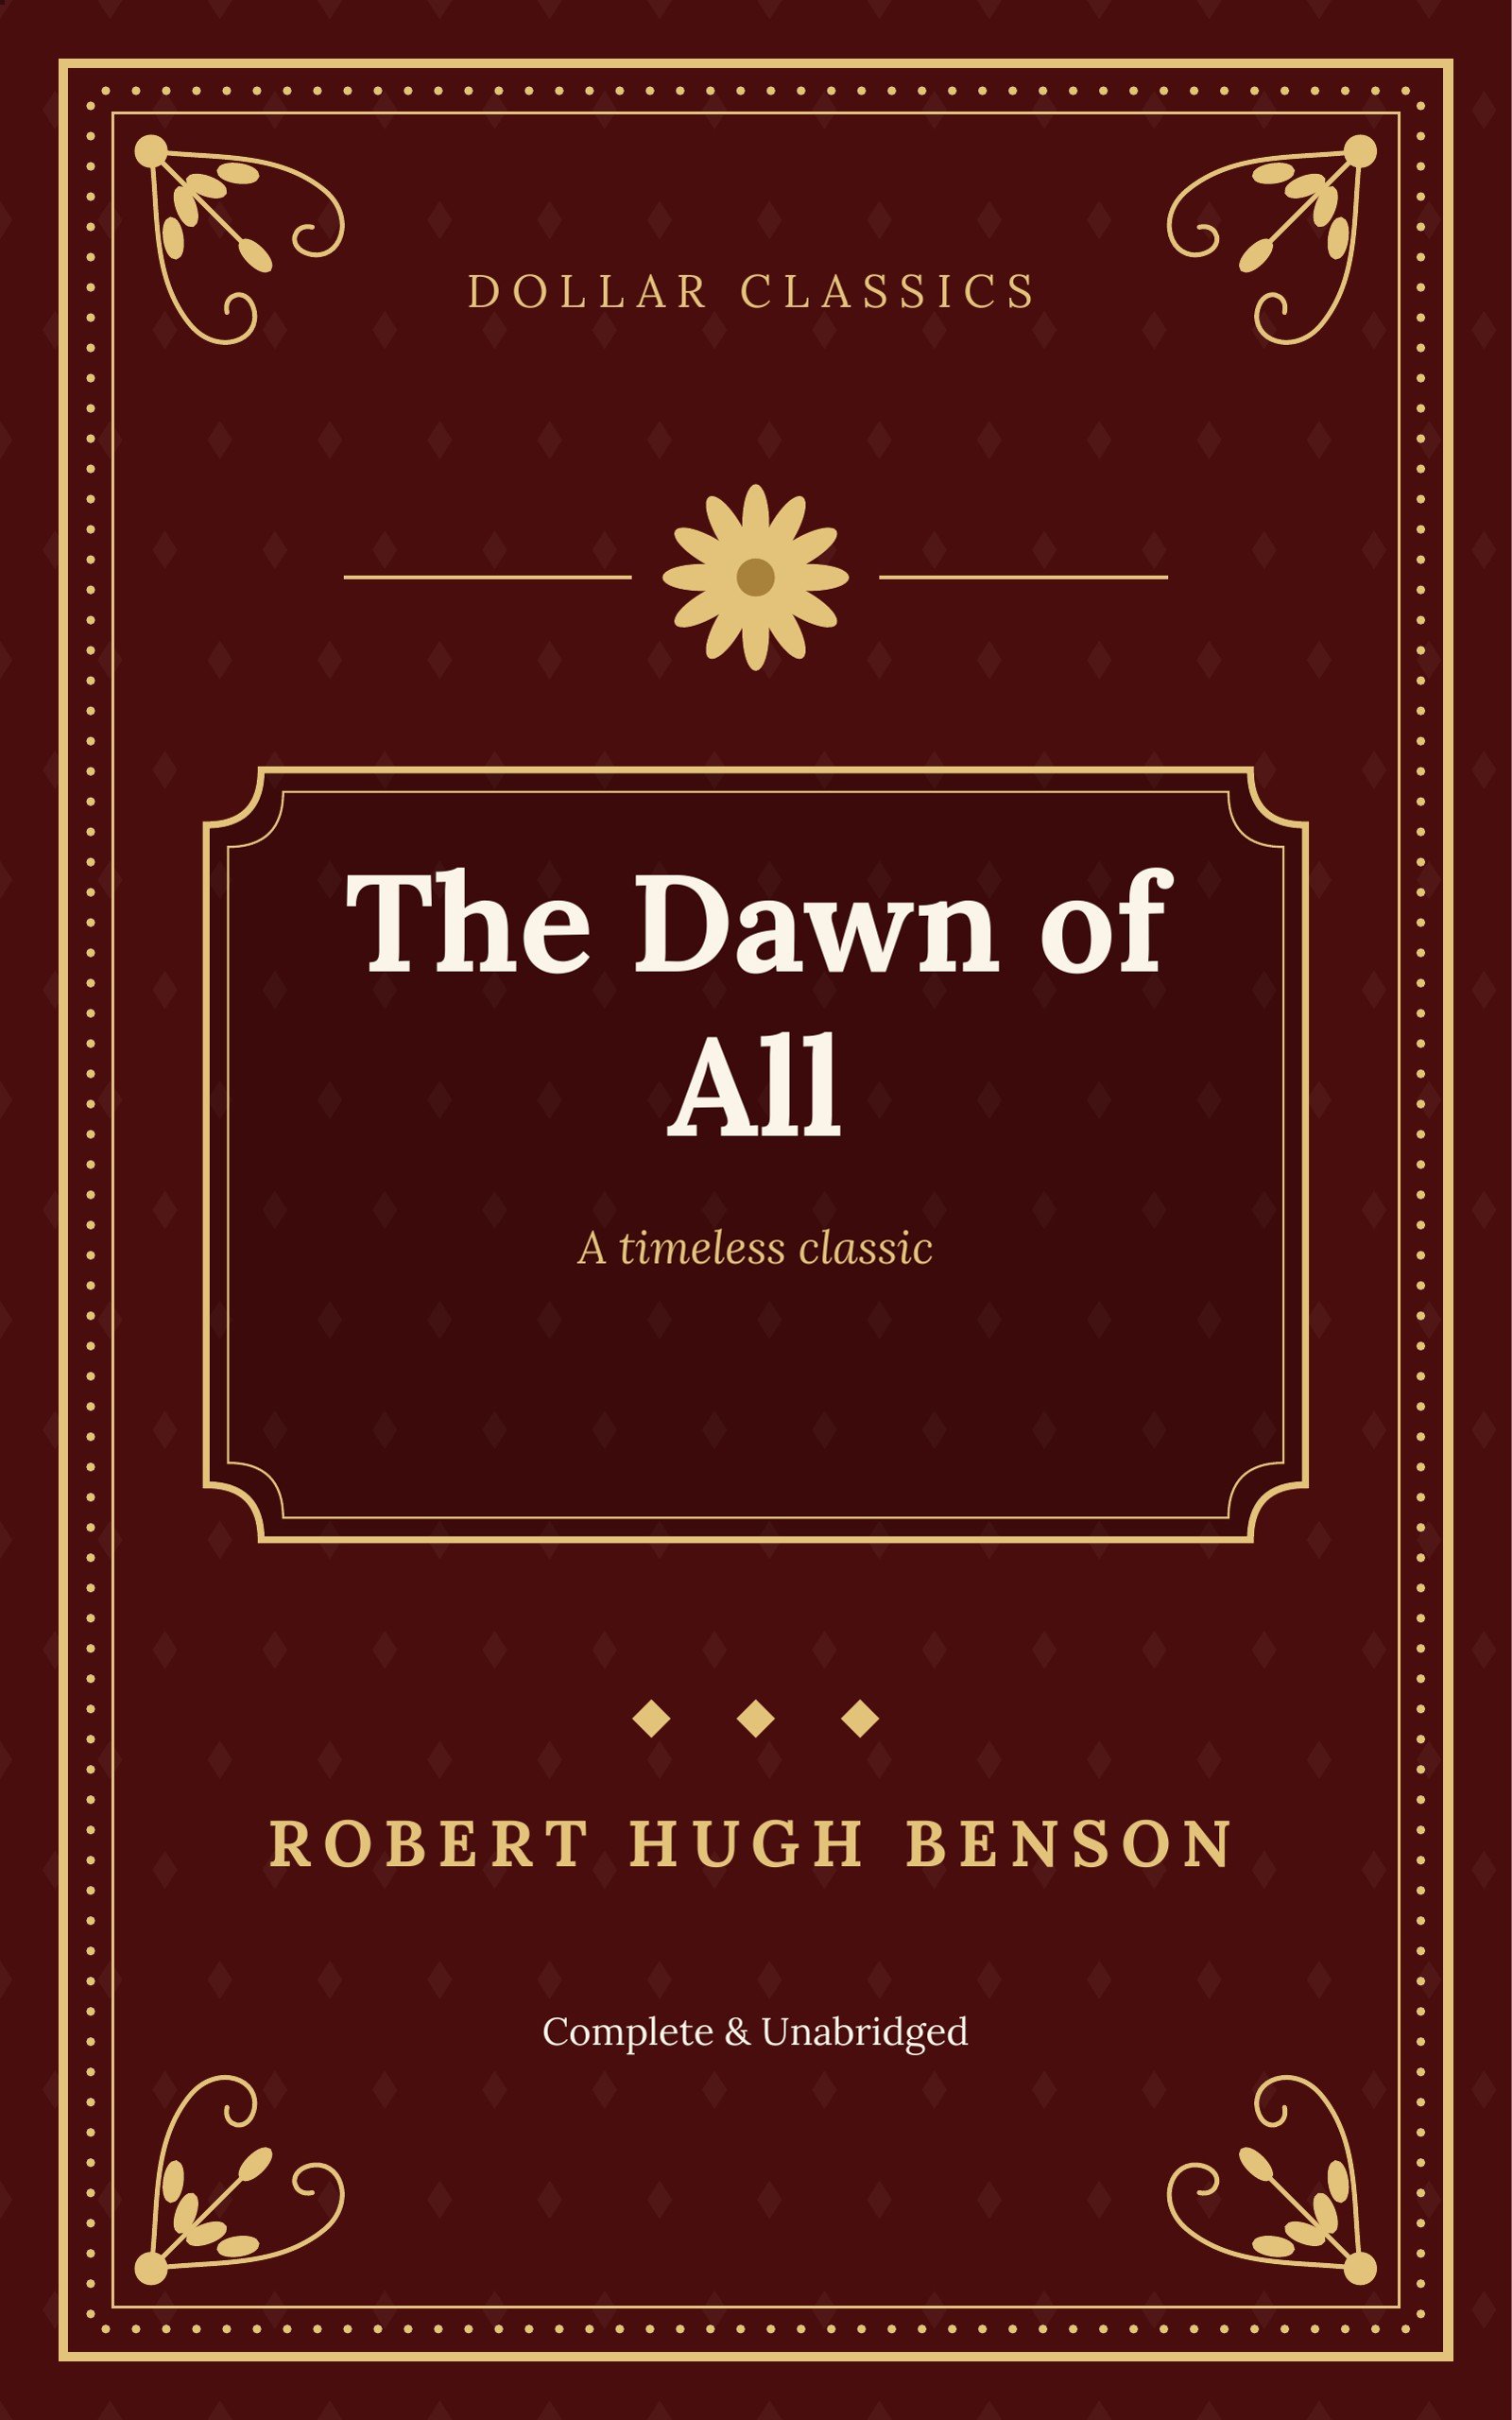 DOLLAR CLASSICS
The Dawn of
All
A timeless classic
ROBERT HUGH BENSON
Complete & Unabridged